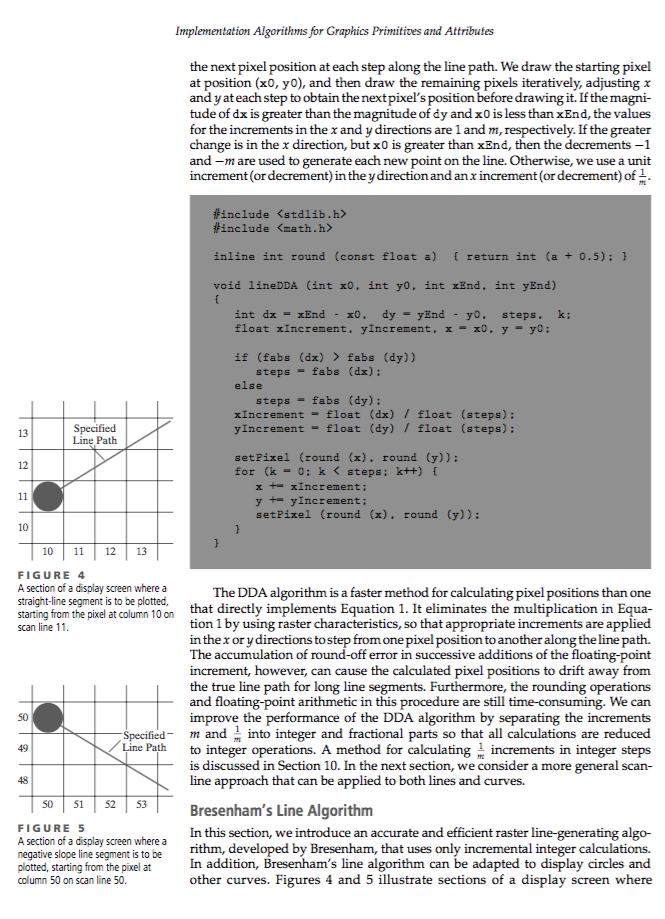 Implementation Algorithms for Graphics Primitives and Attributes
the next pixel position at each step along the line path. We draw the starting pixel
at position (x0, y0), and then draw the remaining pixels iteratively, adjusting x
and y at each step to obtain the next pixel's position before drawing it. If the magni-
tude of dx is greater than the magnitude of dy and x0 is less than xEnd, the values
for the increments in the x and y directions are 1 and m, respectively. If the greater
change is in the x direction, but x0 is greater than xEnd, then the decrements −1
and −m are used to generate each new point on the line. Otherwise, we use a unit
increment (or decrement) in the y direction and an x increment (or decrement) of 1/m.
#include <stdlib.h>
#include <math.h>
inline int round (const float a)  { return int (a + 0.5); }
void lineDDA (int x0, int y0, int xEnd, int yEnd)
{
   int dx = xEnd - x0,  dy = yEnd - y0,  steps,  k;
   float xIncrement, yIncrement, x = x0, y = y0;
   if (fabs (dx) > fabs (dy))
      steps = fabs (dx);
   else
      steps = fabs (dy);
   xIncrement = float (dx) / float (steps);
   yIncrement = float (dy) / float (steps);
   setPixel (round (x), round (y));
   for (k = 0; k < steps; k++) {
      x += xIncrement;
      y += yIncrement;
      setPixel (round (x), round (y));
   }
}
13
Specified
Line Path
12
11
10
10 11 12 13
FIGURE 4
A section of a display screen where a
straight-line segment is to be plotted,
starting from the pixel at column 10 on
scan line 11.
The DDA algorithm is a faster method for calculating pixel positions than one
that directly implements Equation 1. It eliminates the multiplication in Equa-
tion 1 by using raster characteristics, so that appropriate increments are applied
in the x or y directions to step from one pixel position to another along the line path.
The accumulation of round-off error in successive additions of the floating-point
increment, however, can cause the calculated pixel positions to drift away from
the true line path for long line segments. Furthermore, the rounding operations
and floating-point arithmetic in this procedure are still time-consuming. We can
improve the performance of the DDA algorithm by separating the increments
m and 1/m into integer and fractional parts so that all calculations are reduced
to integer operations. A method for calculating 1/m increments in integer steps
is discussed in Section 10. In the next section, we consider a more general scan-
line approach that can be applied to both lines and curves.
50
Specified
Line Path
49
48
50 51 52 53
FIGURE 5
A section of a display screen where a
negative slope line segment is to be
plotted, starting from the pixel at
column 50 on scan line 50.
Bresenham's Line Algorithm
In this section, we introduce an accurate and efficient raster line-generating algo-
rithm, developed by Bresenham, that uses only incremental integer calculations.
In addition, Bresenham's line algorithm can be adapted to display circles and
other curves. Figures 4 and 5 illustrate sections of a display screen where